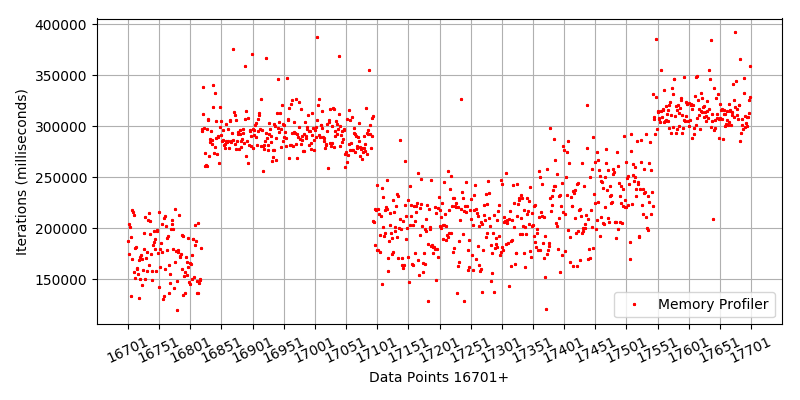 400000
350000
300000
250000
200000
150000
Iterations (milliseconds)
Memory Profiler
16701 16751 16801 16851 16901 16951 17001 17051 17101 17151 17201 17251 17301 17351 17401 17451 17501 17551 17601 17651 17701
Data Points 16701+